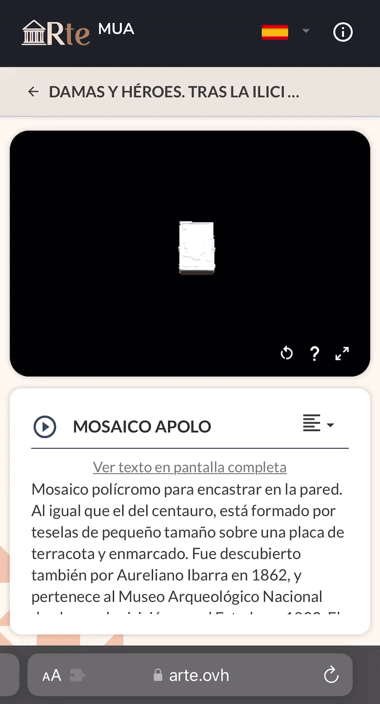 aRte MUA
DAMAS Y HÉROES. TRAS LA ILICI ...
?
MOSAICO APOLO
Ver texto en pantalla completa
Mosaico polícromo para encastrar en la pared.
Al igual que el del centauro, está formado por
teselas de pequeño tamaño sobre una placa de
terracota y enmarcado. Fue descubierto
también por Aureliano Ibarra en 1862, y
pertenece al Museo Arqueológico Nacional
AA
arte.ovh